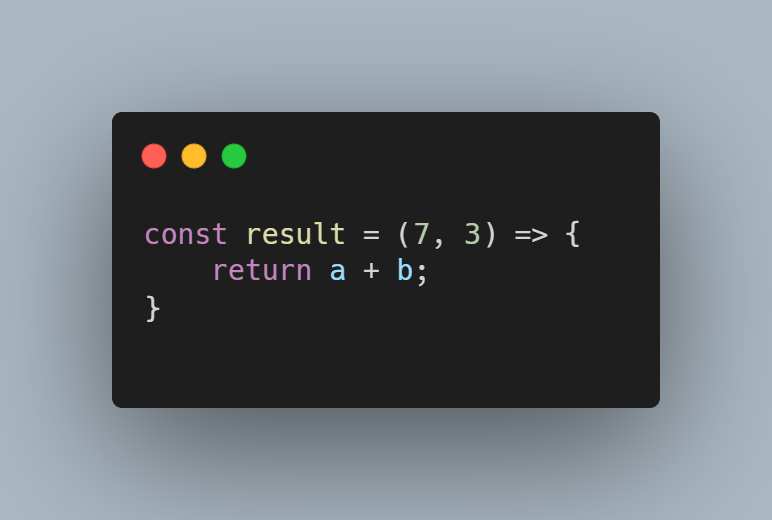 const result = (7, 3) => {
    return a + b;
}